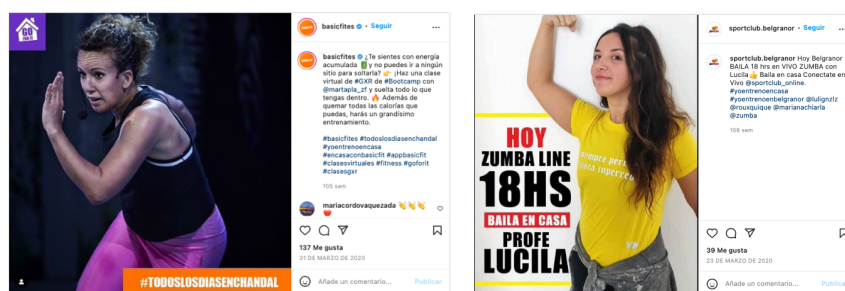 GO
FOR IT
#TODOSLOSDIASENCHANDAL
basicfites • Seguir
basicfites ¿Te sientes con energía
acumulada 🔋 y no puedes ir a ningún
sitio para soltarla? 👉 ¡Haz una clase
virtual de #GXR de #Bootcamp con
@martapla_zf y suelta todo lo que
tengas dentro. 🔥 Además de
quemar todas las calorías que
puedas, harás un grandísimo
entrenamiento.
#basicfites #todoslosdiasenchandal
#yoentrenoencasa
#encasaconbasicfit #appbasicfit
#clasesvirtuales #fitness #goforit
#clasesgxr
105 sem
mariacordovaquezada 👏👏👏
❤️
137 Me gusta
31 DE MARZO DE 2020
Añade un comentario...
Publicar
HOY
ZUMBA LINE
18HS
BAILA EN CASA
PROFE
LUCILA
sportclub.belgranor • Seguir
sportclub.belgranor Hoy Belgranor
BAILA 18 hrs en VIVO ZUMBA con
Lucila👍 Baila en casa Conectate en
Vivo @sportclub_online.
#yoentrenoencasa
#yoentrenoenbelgranor @lulignzlz
@rouxquique @marianachiarla
@zumba
106 sem
39 Me gusta
23 DE MARZO DE 2020
Añade un comentario...